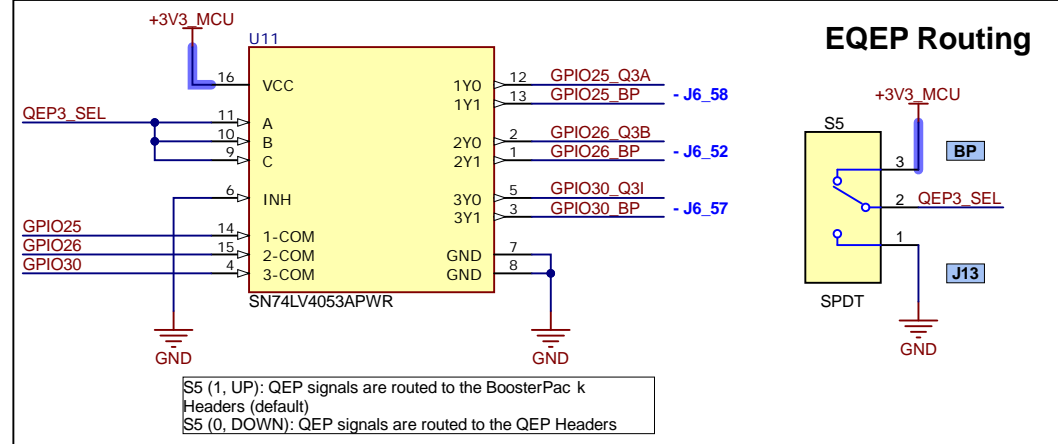 EQEP Routing
+3V3_MCU
U11
16 VCC
QEP3_SEL
11 A
10 B
9 C
6 INH
GPIO25 14 1-COM
GPIO26 15 2-COM
GPIO30 4 3-COM
1Y0 12 GPIO25_Q3A
1Y1 13 GPIO25_BP - J6_58
2Y0 2 GPIO26_Q3B
2Y1 1 GPIO26_BP - J6_52
3Y0 5 GPIO30_Q3I
3Y1 3 GPIO30_BP - J6_57
GND 7
GND 8
SN74LV4053APWR
GND
GND
+3V3_MCU
S5
BP
3
2 QEP3_SEL
1
J13
SPDT
GND
S5 (1, UP): QEP signals are routed to the BoosterPac k
Headers (default)
S5 (0, DOWN): QEP signals are routed to the QEP Headers